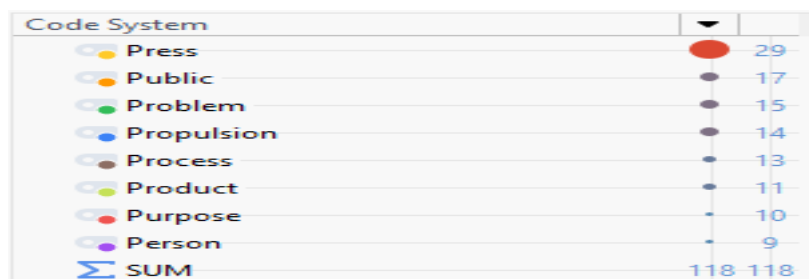 Code System
Press 29
Public 17
Problem 15
Propulsion 14
Process 13
Product 11
Purpose 10
Person 9
SUM 118 118